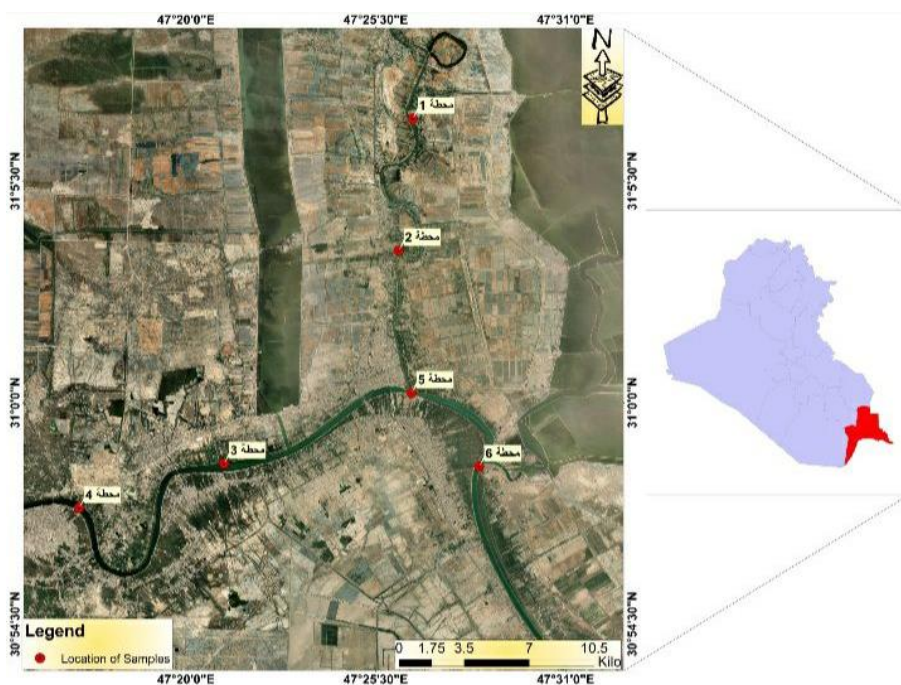 47°20'0"E 47°25'30"E 47°31'0"E
N
محطة 1
31°5'30"N 31°5'30"N
محطة 2
31°0'0"N 31°0'0"N
محطة 5
محطة 3
محطة 6
محطة 4
30°54'30"N 30°54'30"N
Legend
Location of Samples
0 1.75 3.5 7 10.5
Kilo
47°20'0"E 47°25'30"E 47°31'0"E